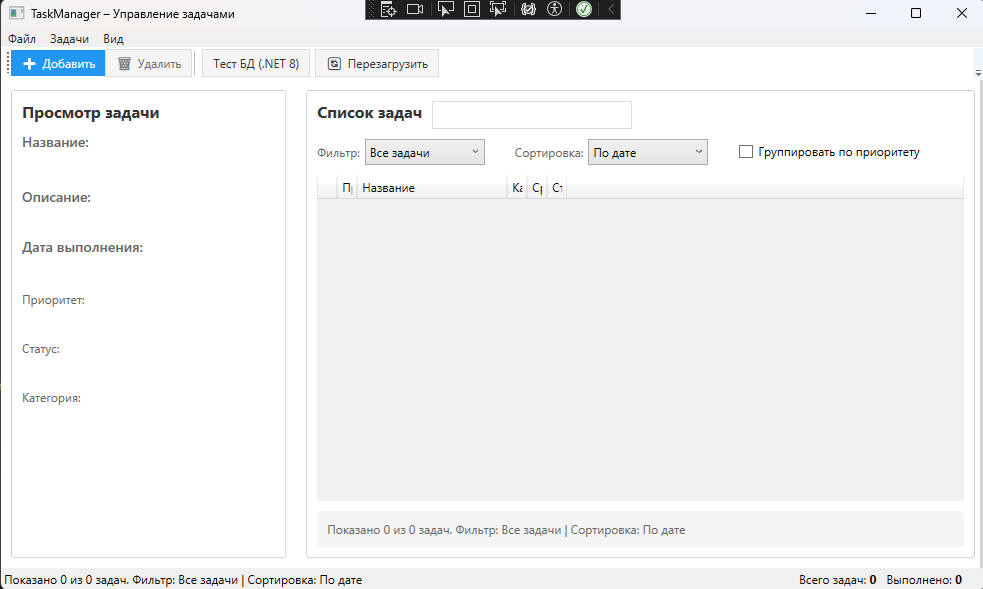 TaskManager – Управление задачами
Файл Задачи Вид
Добавить Удалить Тест БД (.NET 8) Перезагрузить
Просмотр задачи
Название:
Описание:
Дата выполнения:
Приоритет:
Статус:
Категория:
Список задач
Фильтр: Все задачи Сортировка: По дате Группировать по приоритету
Название
Показано 0 из 0 задач. Фильтр: Все задачи | Сортировка: По дате
Показано 0 из 0 задач. Фильтр: Все задачи | Сортировка: По дате Всего задач: 0 Выполнено: 0